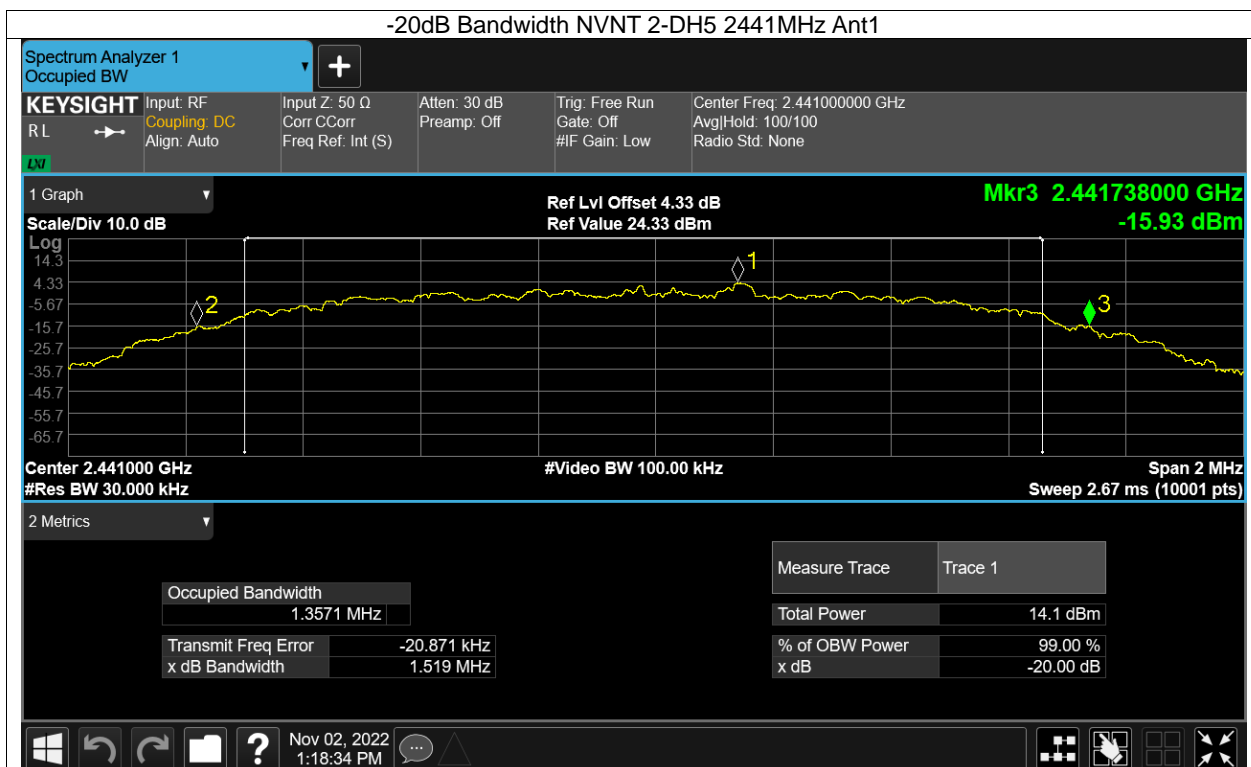 -20dB Bandwidth NVNT 2-DH5 2441MHz Ant1
Spectrum Analyzer 1
Occupied BW
KEYSIGHT
R L
LXI
Input: RF
Coupling: DC
Align: Auto
Input Z: 50 Ω
Corr CCorr
Freq Ref: Int (S)
Atten: 30 dB
Preamp: Off
Trig: Free Run
Gate: Off
#IF Gain: Low
Center Freq: 2.441000000 GHz
Avg|Hold: 100/100
Radio Std: None
1 Graph
Scale/Div 10.0 dB
Ref Lvl Offset 4.33 dB
Ref Value 24.33 dBm
Mkr3 2.441738000 GHz
-15.93 dBm
Log
14.3
4.33
-5.67
-15.7
-25.7
-35.7
-45.7
-55.7
-65.7
1
2
3
Center 2.441000 GHz
#Video BW 100.00 kHz
Span 2 MHz
#Res BW 30.000 kHz
Sweep 2.67 ms (10001 pts)
2 Metrics
Measure Trace Trace 1
Occupied Bandwidth
1.3571 MHz
Total Power 14.1 dBm
Transmit Freq Error -20.871 kHz
% of OBW Power 99.00 %
x dB Bandwidth 1.519 MHz
x dB -20.00 dB
?
Nov 02, 2022
1:18:34 PM